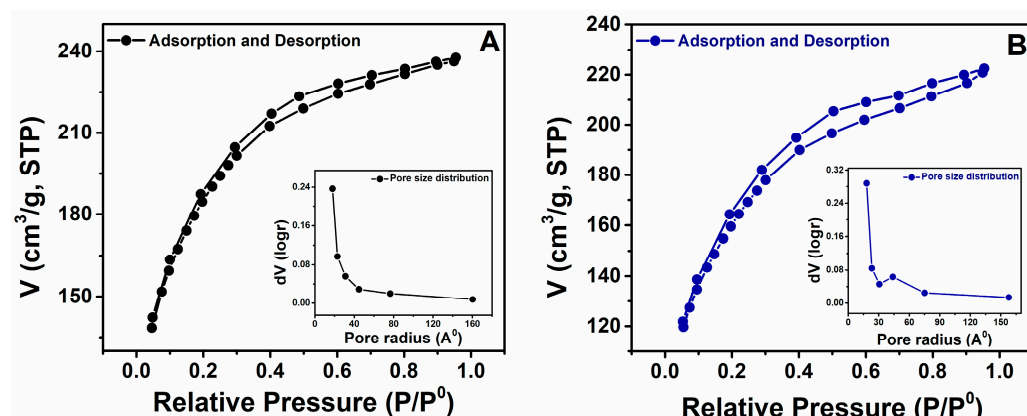 A
Adsorption and Desorption
V (cm³/g, STP)
240
210
180
150
0.0 0.2 0.4 0.6 0.8 1.0
Relative Pressure (P/P⁰)
Pore size distribution
dV (logr)
0.24
0.16
0.08
0.00
0 40 80 120 160
Pore radius (A⁰)
B
Adsorption and Desorption
V (cm³/g, STP)
240
220
200
180
160
140
120
0.0 0.2 0.4 0.6 0.8 1.0
Relative Pressure (P/P⁰)
Pore size distribution
dV (logr)
0.32
0.24
0.16
0.08
0.00
0 30 60 90 120 150
Pore radius (A⁰)